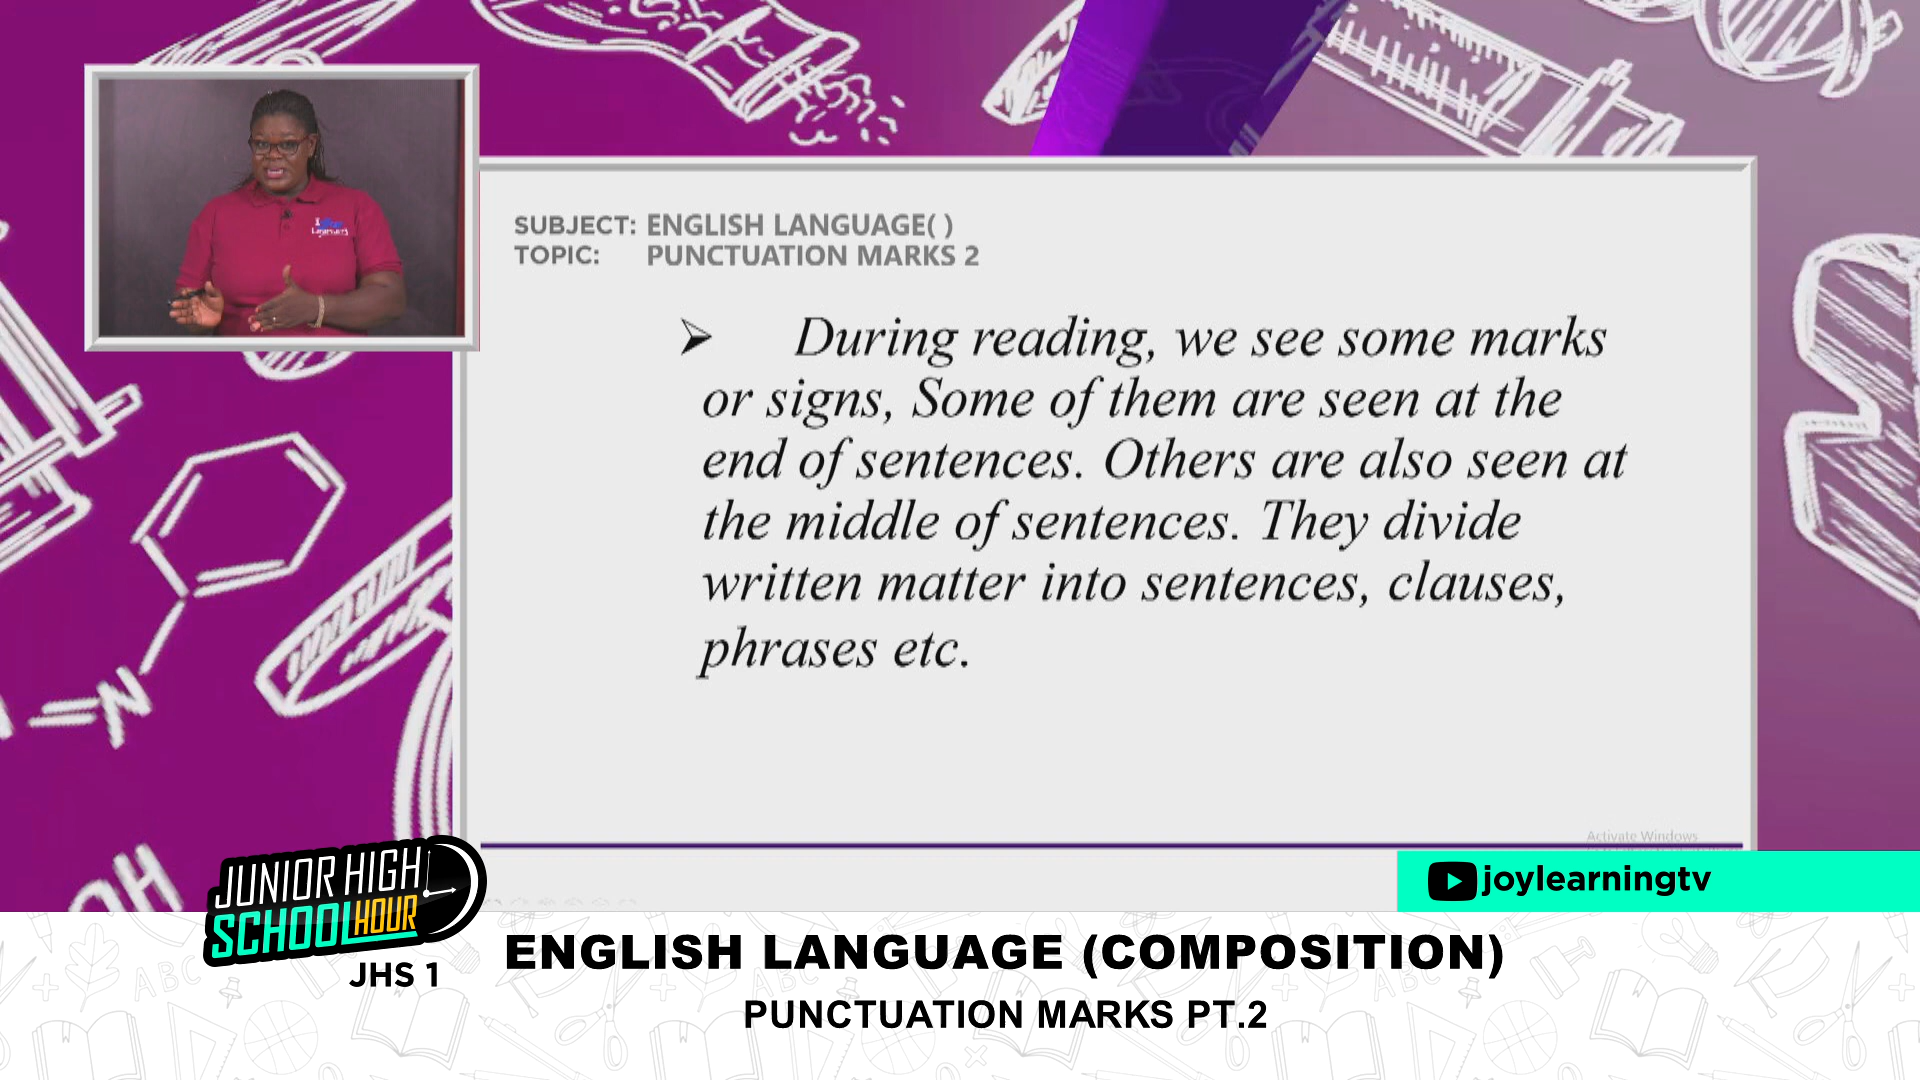 SUBJECT: ENGLISH LANGUAGE( )
TOPIC: PUNCTUATION MARKS 2
➢ During reading, we see some marks
or signs, Some of them are seen at the
end of sentences. Others are also seen at
the middle of sentences. They divide
written matter into sentences, clauses,
phrases etc.
Activate Windows
joylearningtv
JUNIOR HIGH
SCHOOL HOUR
JHS 1
ENGLISH LANGUAGE (COMPOSITION)
PUNCTUATION MARKS PT.2